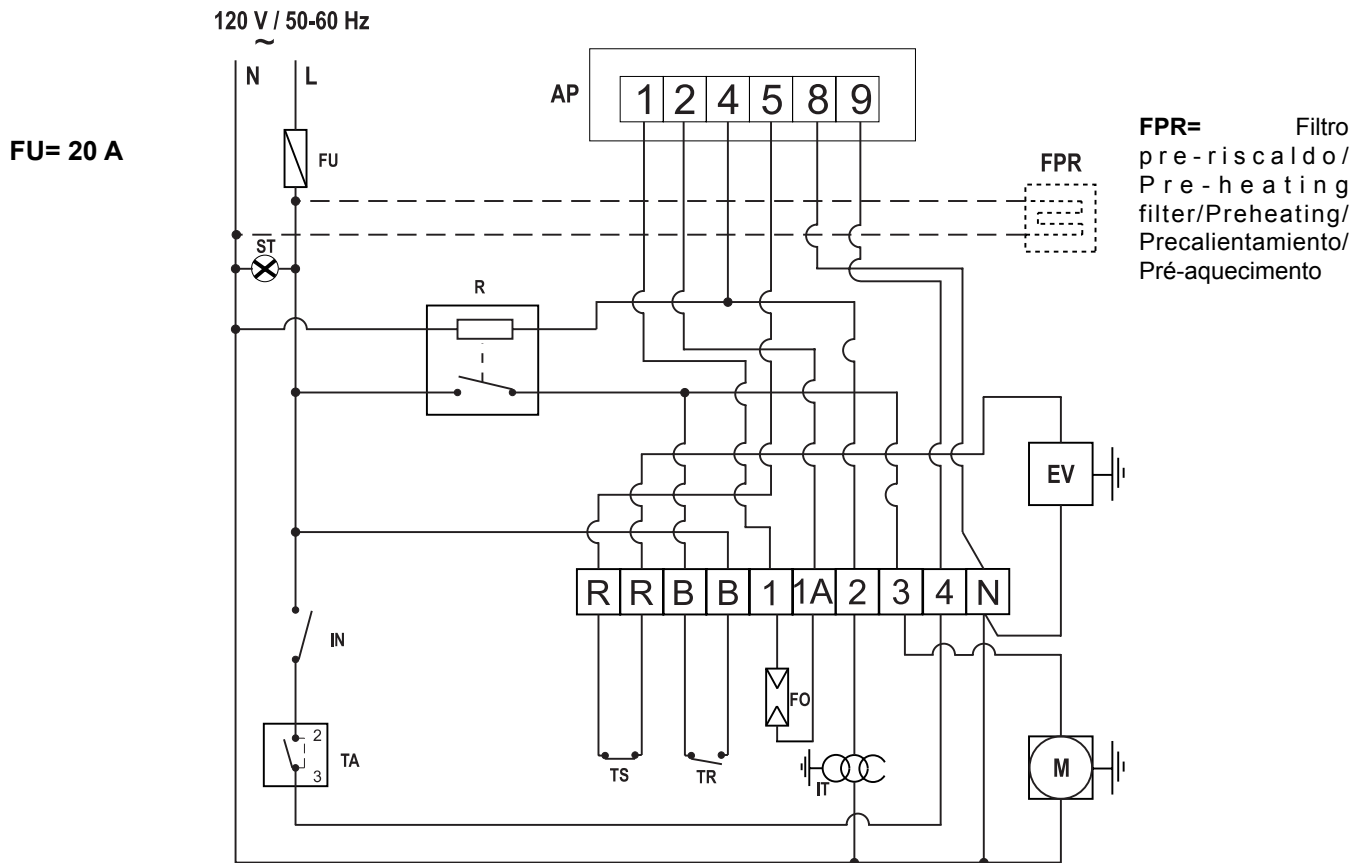 120 V / 50-60 Hz
~
N L
AP
1 2 4 5 8 9
FU= 20 A
FU
FPR
FPR= Filtro
pre-riscaldo/
Pre-heating
filter/Preheating/
Precalientamiento/
Pré-aquecimento
ST
R
EV
R R B B 1 1A 2 3 4 N
IN
FO
2
3
TA
TS
TR
IT
M